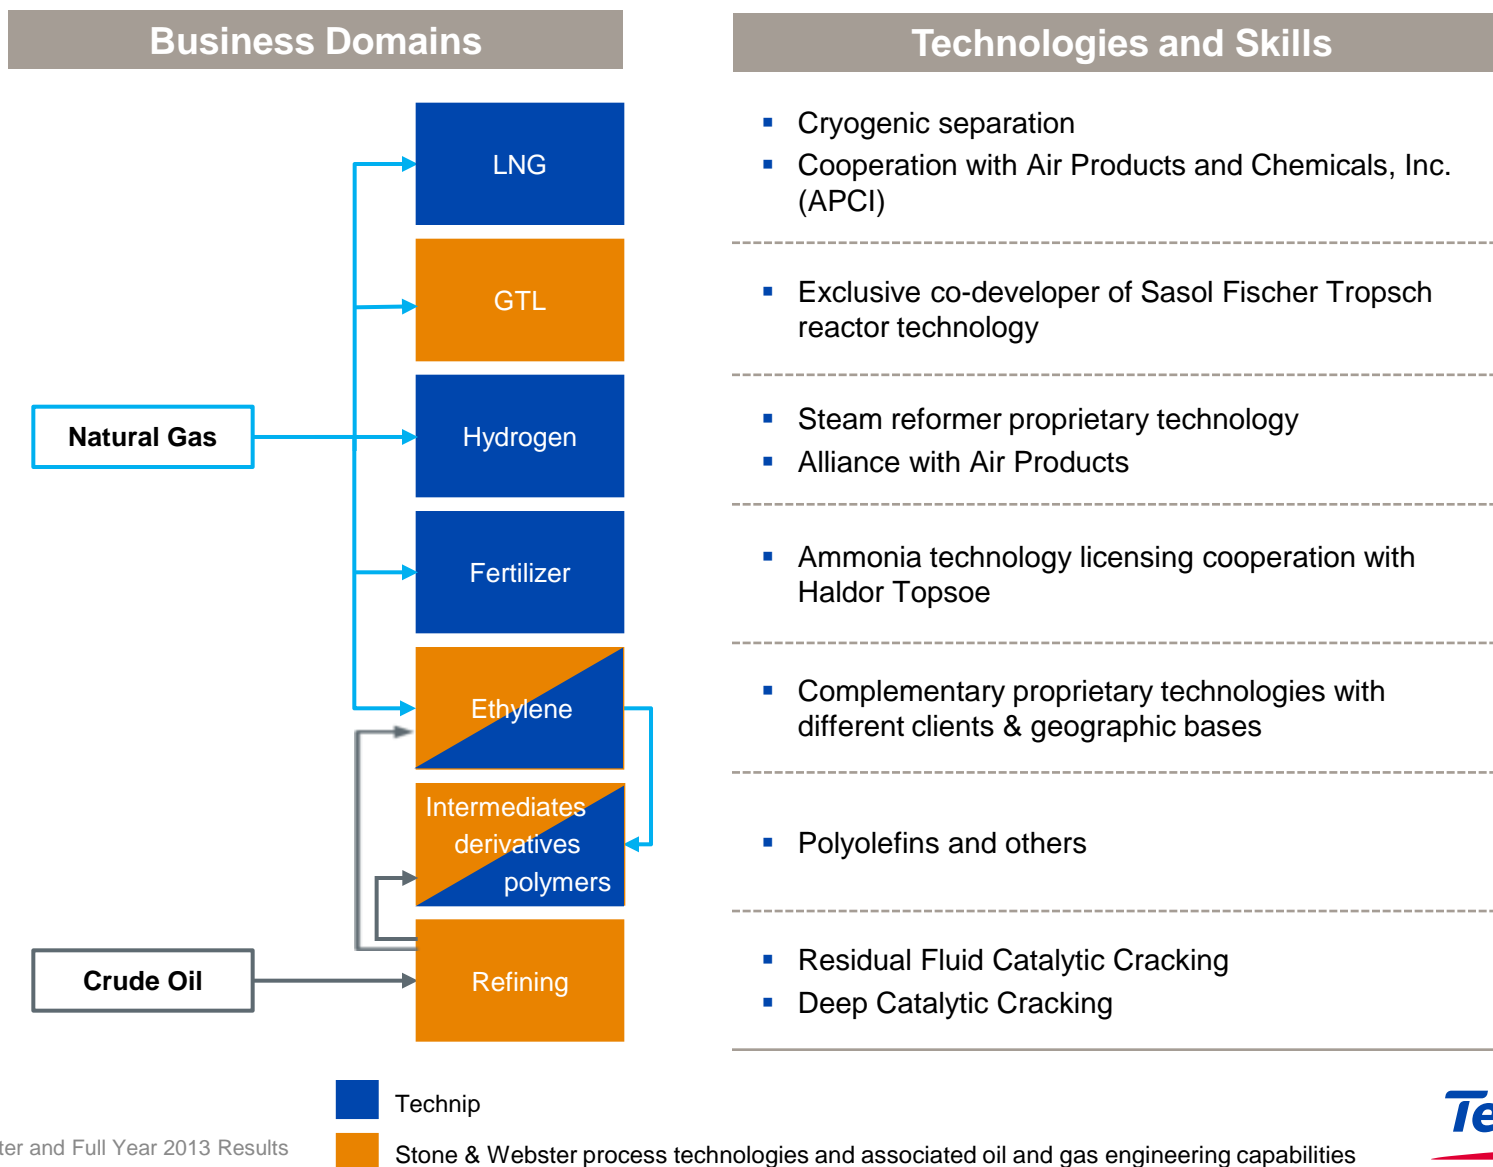 Business Domains
Technologies and Skills
LNG
Cryogenic separation
Cooperation with Air Products and Chemicals, Inc.
(APCI)
GTL
Exclusive co-developer of Sasol Fischer Tropsch
reactor technology
Natural Gas
Hydrogen
Steam reformer proprietary technology
Alliance with Air Products
Fertilizer
Ammonia technology licensing cooperation with
Haldor Topsoe
Ethylene
Complementary proprietary technologies with
different clients & geographic bases
Intermediates
derivatives
polymers
Polyolefins and others
Crude Oil
Refining
Residual Fluid Catalytic Cracking
Deep Catalytic Cracking
Technip
Te
ter and Full Year 2013 Results
Stone & Webster process technologies and associated oil and gas engineering capabilities